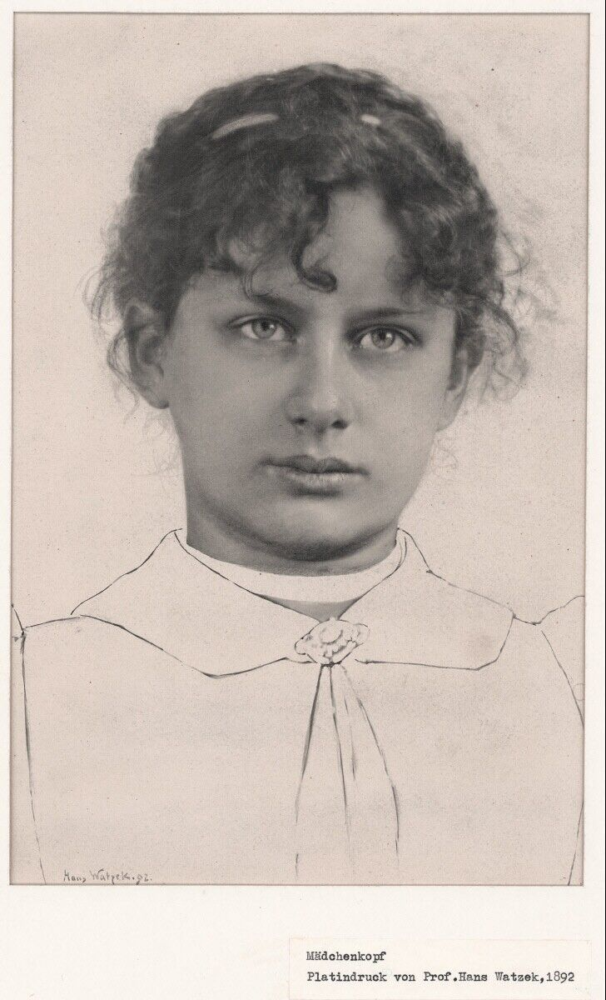 Hans Watzek.92.
Mädchenkopf
Platindruck von Prof.Hans Watzek,1892